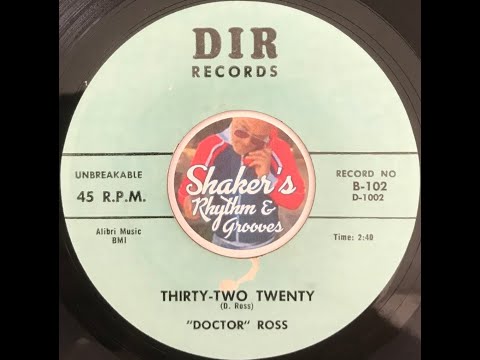 DIR
RECORDS
UNBREAKABLE
45 R.P.M.
Alibri Music
BMI
Shaker's
Rhythm &
Grooves
RECORD NO
B-102
D-1002
Time: 2:40
THIRTY-TWO TWENTY
(D. Ross)
"DOCTOR" ROSS